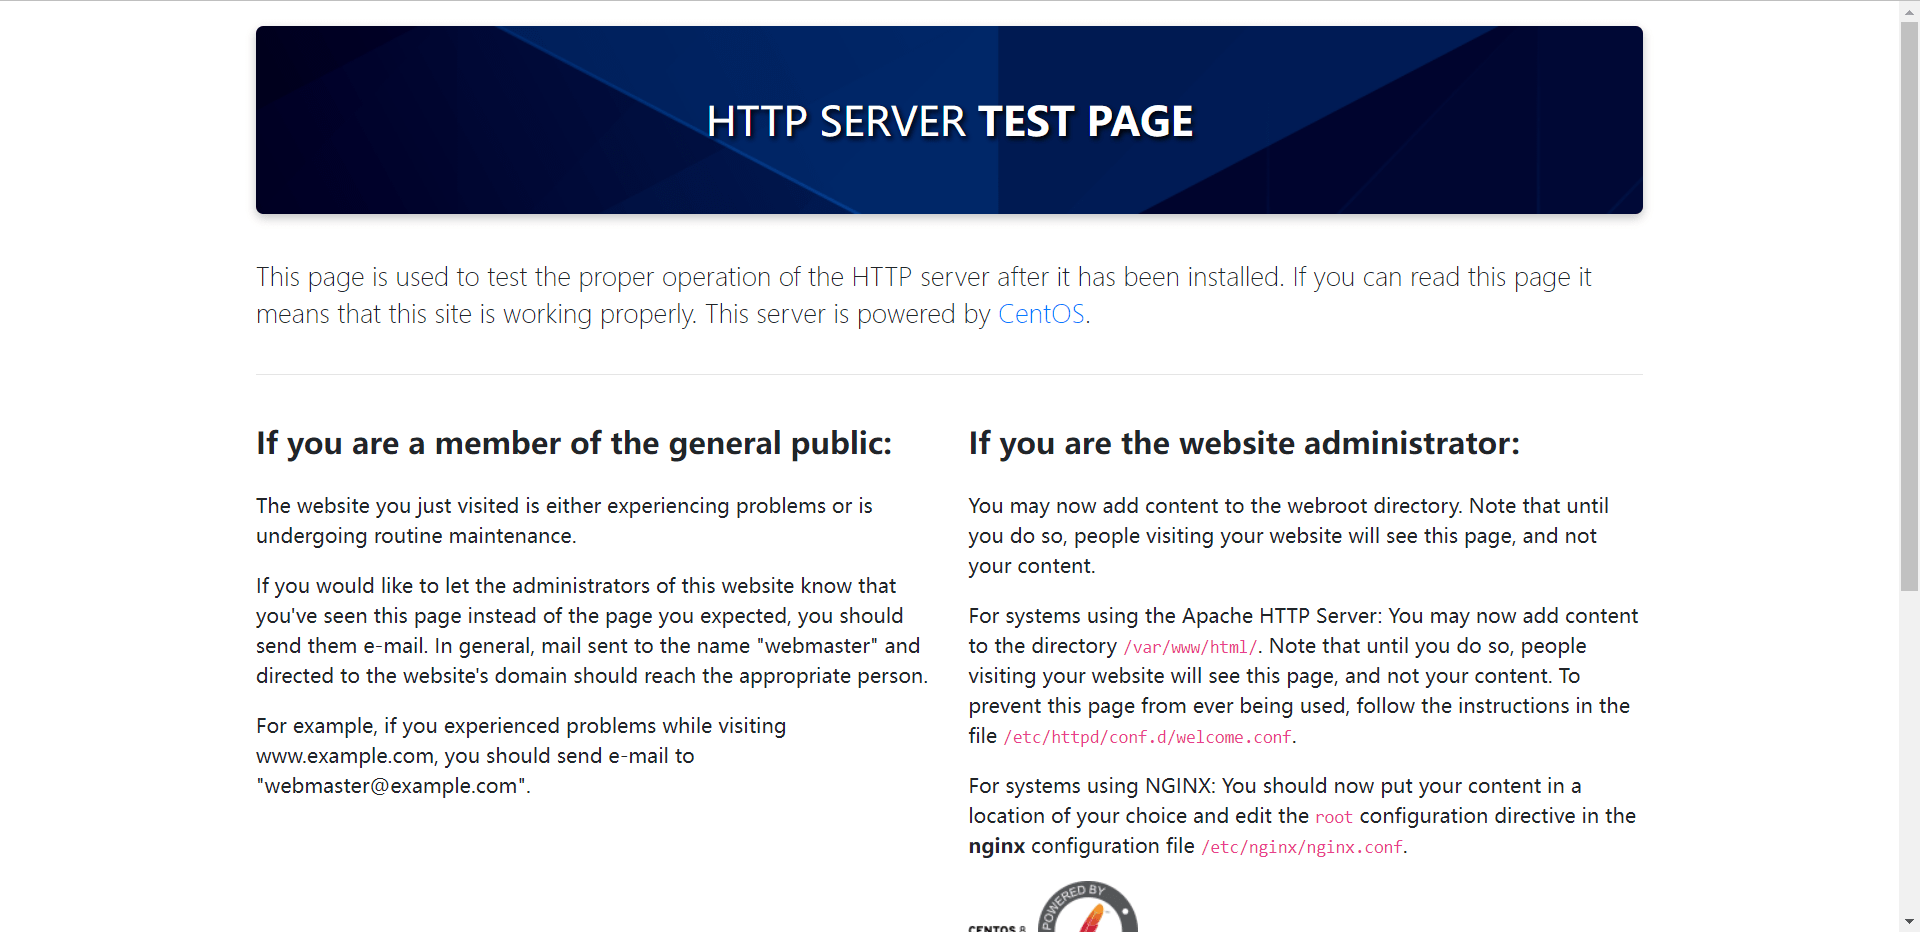 HTTP SERVER TEST PAGE
This page is used to test the proper operation of the HTTP server after it has been installed. If you can read this page it
means that this site is working properly. This server is powered by CentOS.
If you are a member of the general public:
The website you just visited is either experiencing problems or is
undergoing routine maintenance.
If you would like to let the administrators of this website know that
you've seen this page instead of the page you expected, you should
send them e-mail. In general, mail sent to the name "webmaster" and
directed to the website's domain should reach the appropriate person.
For example, if you experienced problems while visiting
www.example.com, you should send e-mail to
"webmaster@example.com".
If you are the website administrator:
You may now add content to the webroot directory. Note that until
you do so, people visiting your website will see this page, and not
your content.
For systems using the Apache HTTP Server: You may now add content
to the directory /var/www/html/. Note that until you do so, people
visiting your website will see this page, and not your content. To
prevent this page from ever being used, follow the instructions in the
file /etc/httpd/conf.d/welcome.conf.
For systems using NGINX: You should now put your content in a
location of your choice and edit the root configuration directive in the
nginx configuration file /etc/nginx/nginx.conf.
CENTOS 8
POWERED BY